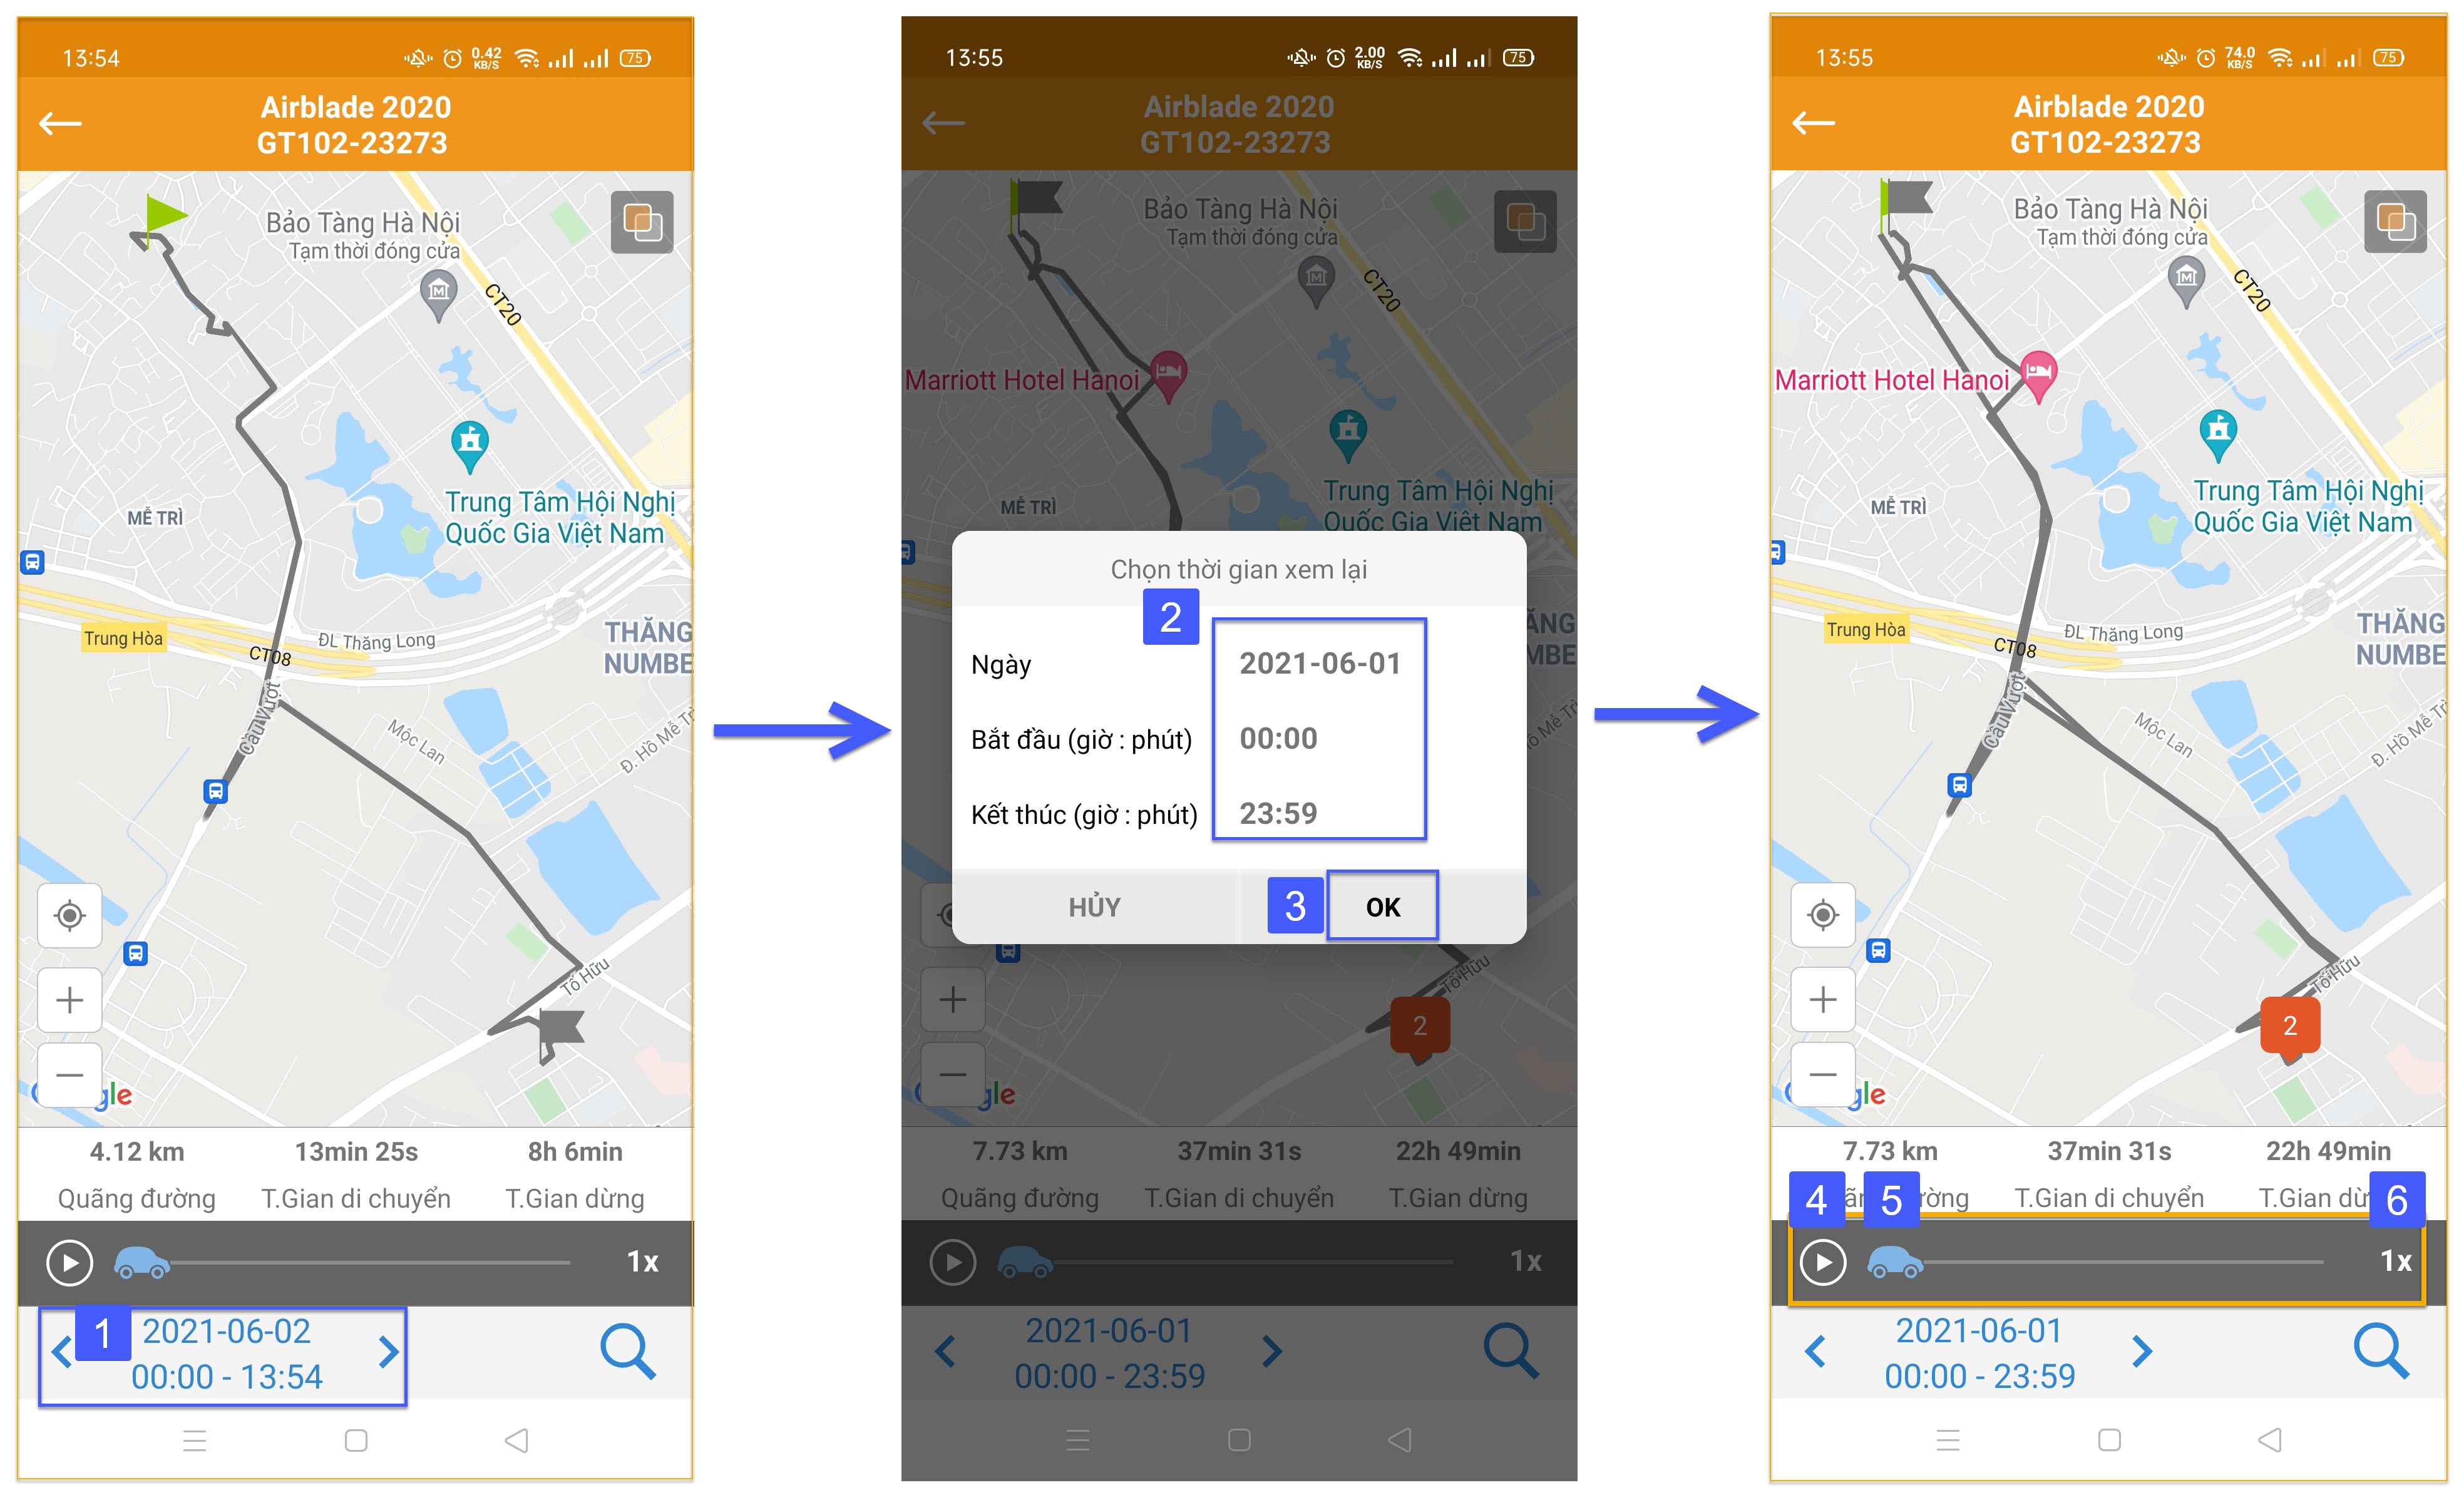 13:54
0.42
KB/S
75
Airblade 2020
GT102-23273
Bảo Tàng Hà Nội
Tạm thời đóng cửa
CT20
Trung Tâm Hội Nghị
Quốc Gia Việt Nam
MỄ TRÌ
Trung Hòa
ĐL Thăng Long
CT08
THĂNG
NUMBE
Cầu Vượt
Mộc Lan
Đ. Hồ Mễ Trì
Tố Hữu
gle
4.12 km
13min 25s
8h 6min
Quãng đường
T.Gian di chuyển
T.Gian dừng
1x
1
2021-06-02
00:00 - 13:54
13:55
2.00
KB/S
75
Airblade 2020
GT102-23273
Bảo Tàng Hà Nội
Tạm thời đóng cửa
CT20
Marriott Hotel Hanoi
Trung Tâm Hội Nghị
Quốc Gia Việt Nam
MỄ TRÌ
Chọn thời gian xem lại
2
Ngày
2021-06-01
Bắt đầu (giờ : phút)
00:00
Kết thúc (giờ : phút)
23:59
HỦY
3
OK
Tố Hữu
2
gle
7.73 km
37min 31s
22h 49min
Quãng đường
T.Gian di chuyển
T.Gian dừng
1x
2021-06-01
00:00 - 23:59
13:55
74.0
KB/S
75
Airblade 2020
GT102-23273
Bảo Tàng Hà Nội
Tạm thời đóng cửa
CT20
Marriott Hotel Hanoi
Trung Tâm Hội Nghị
Quốc Gia Việt Nam
MỄ TRÌ
Trung Hòa
ĐL Thăng Long
CT08
THĂNG
NUMBE
Cầu Vượt
Mộc Lan
Đ. Hồ Mễ Trì
Tố Hữu
2
gle
7.73 km
37min 31s
22h 49min
4
5
ường
T.Gian di chuyển
T.Gian dừ
6
1x
2021-06-01
00:00 - 23:59